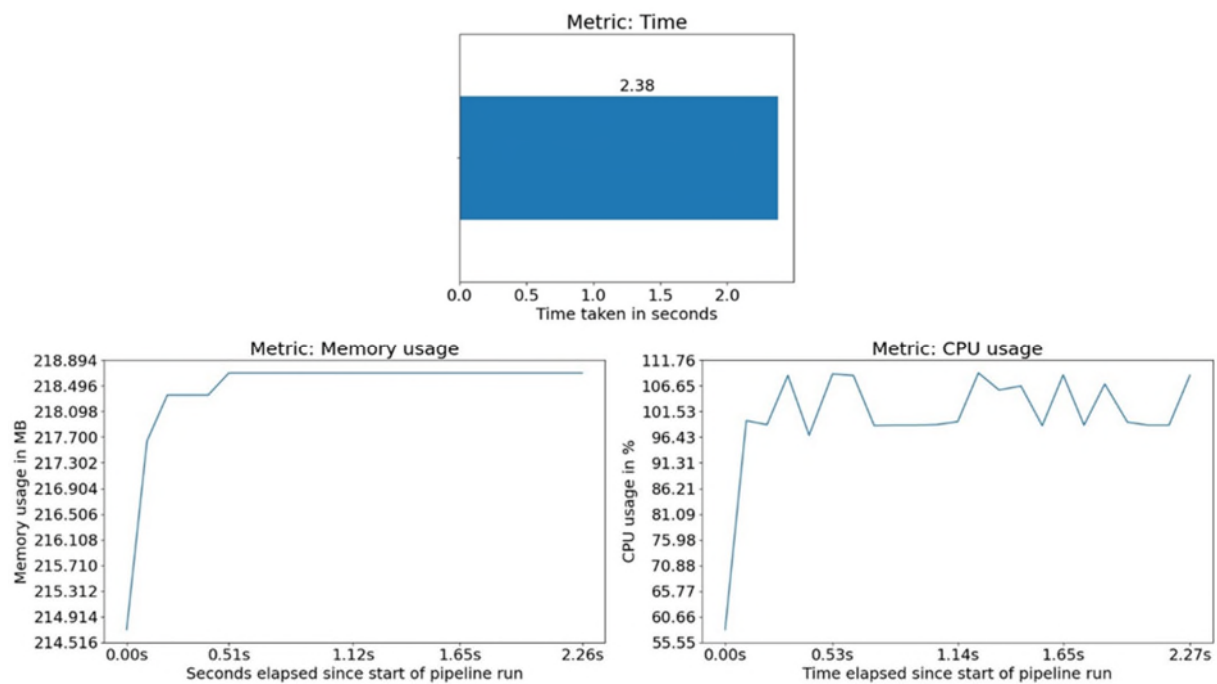 Metric: Time
2.38
0.0 0.5 1.0 1.5 2.0
Time taken in seconds
Metric: Memory usage
218.894
218.496
218.098
217.700
217.302
216.904
216.506
216.108
215.710
215.312
214.914
214.516
Memory usage in MB
0.00s 0.51s 1.12s 1.65s 2.26s
Seconds elapsed since start of pipeline run
Metric: CPU usage
111.76
106.65
101.53
96.43
91.31
86.21
81.09
75.98
70.88
65.77
60.66
55.55
CPU usage in %
0.00s 0.53s 1.14s 1.65s 2.27s
Time elapsed since start of pipeline run